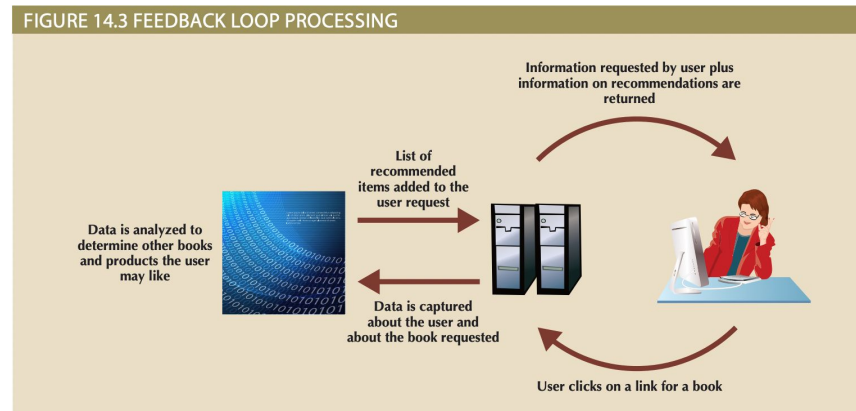 FIGURE 14.3 FEEDBACK LOOP PROCESSING
Information requested by user plus
information on recommendations are
returned
List of
recommended
items added to the
user request
Data is analyzed to
determine other books
and products the user
may like
Data is captured
about the user and
about the book requested
User clicks on a link for a book